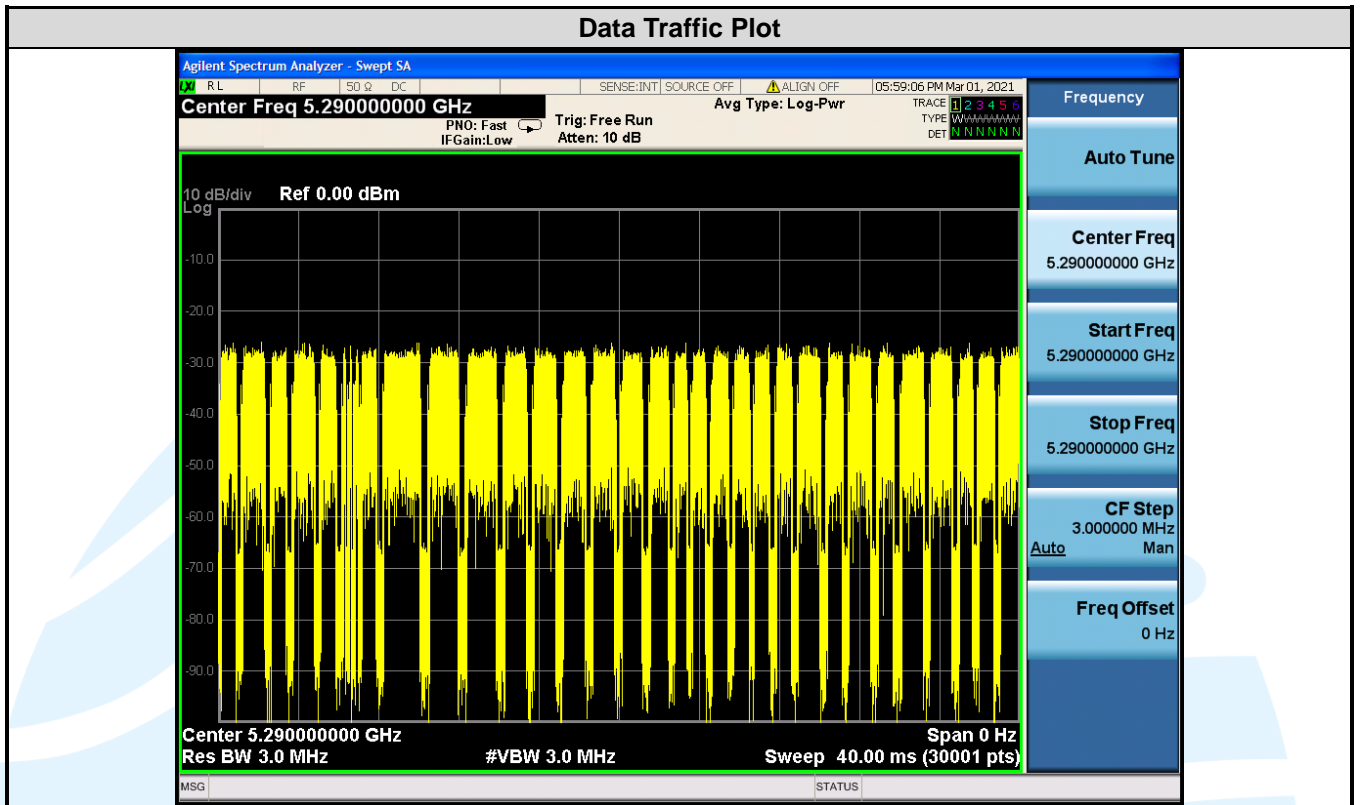 Data Traffic Plot
Agilent Spectrum Analyzer - Swept SA
LXI RL RF 50 Ω DC SENSE:INT SOURCE OFF ALIGN OFF 05:59:06 PM Mar 01, 2021
Center Freq 5.290000000 GHz
Avg Type: Log-Pwr
TRACE 1 2 3 4 5 6
PNO: Fast
Trig: Free Run
TYPE
IFGain:Low
Atten: 10 dB
DET N N N N N N
Frequency
Auto Tune
Center Freq
5.290000000 GHz
Start Freq
5.290000000 GHz
Stop Freq
5.290000000 GHz
CF Step
3.000000 MHz
Auto Man
Freq Offset
0 Hz
10 dB/div Ref 0.00 dBm
Log
-10.0
-20.0
-30.0
-40.0
-50.0
-60.0
-70.0
-80.0
-90.0
Center 5.290000000 GHz Span 0 Hz
Res BW 3.0 MHz #VBW 3.0 MHz Sweep 40.00 ms (30001 pts)
MSG STATUS